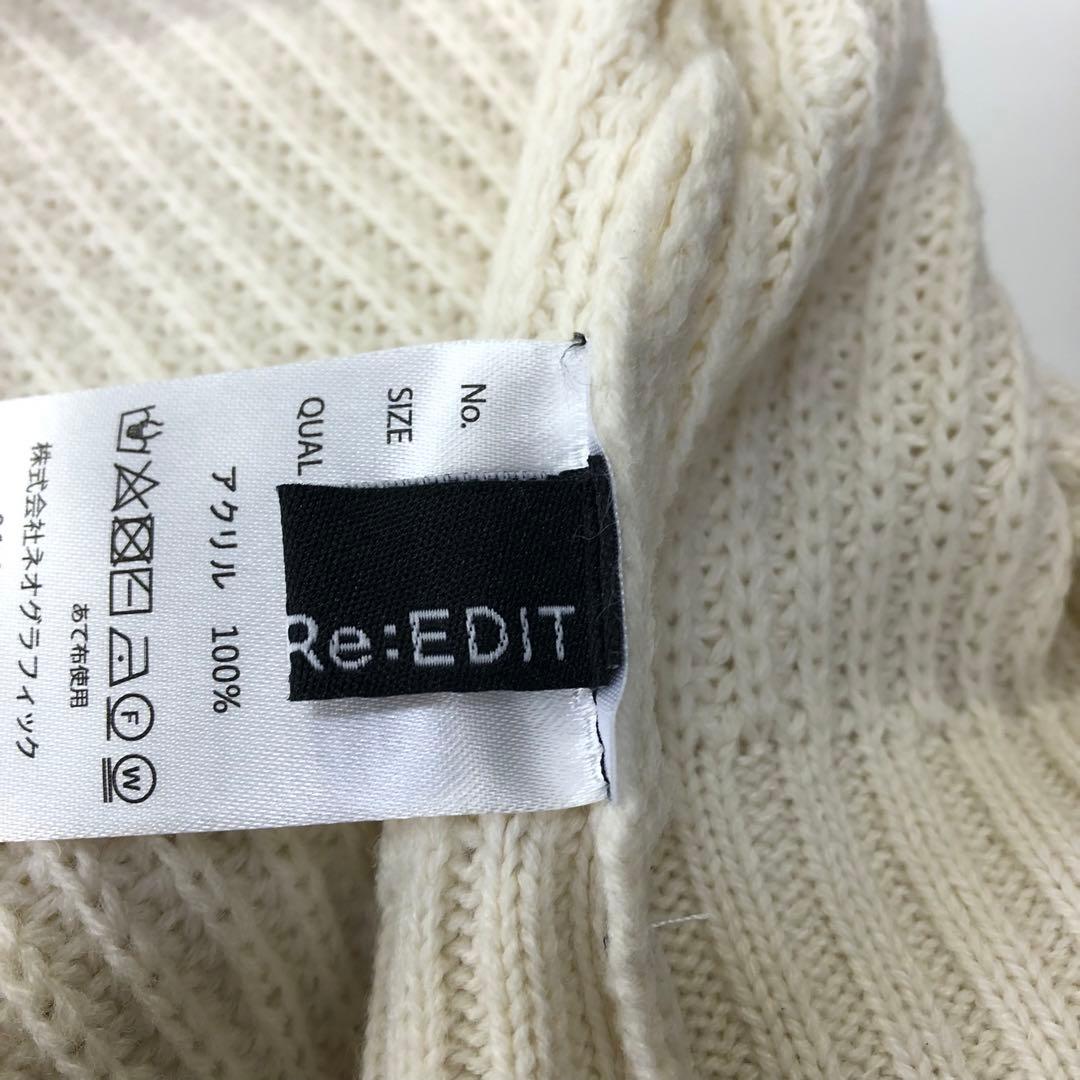 Re:EDIT
No.
SIZE
QUAL
アクリル 100%
F W
あて布使用
株式会社ネオグラフィック